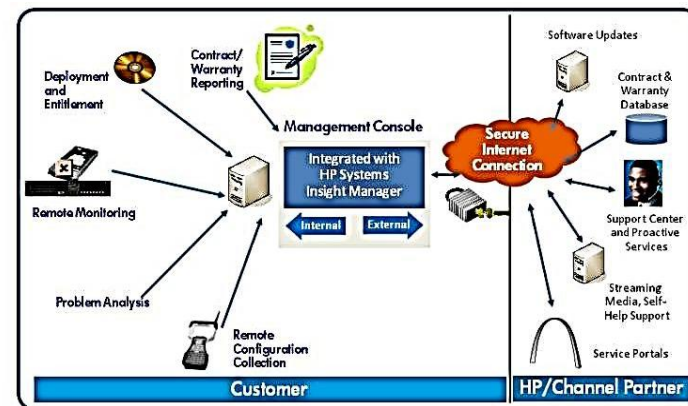 Deployment
and
Entitlement
Contract/
Warranty
Reporting
Software Updates
Contract &
Warranty
Database
Management Console
Integrated with
HP Systems
Insight Manager
Secure
Internet
Connection
Internal
External
Remote Monitoring
Support Center
and Proactive
Services
Problem Analysis
Remote
Configuration
Collection
Streaming
Media, Self-
Help Support
Service Portals
Customer
HP/Channel Partner